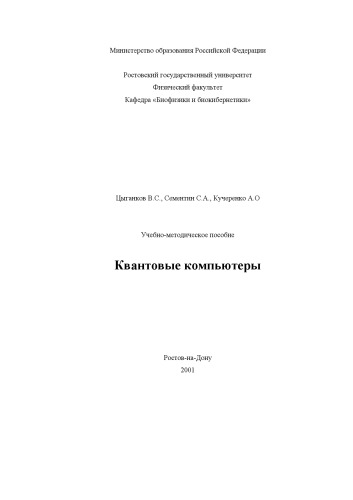 Министерство образования Российской Федерации
Ростовский государственный университет
Физический факультет
Кафедра «Биофизики и биокибернетики»
Цыганков В.С., Сементин С.А., Кучеренко А.О
Учебно-методическое пособие
Квантовые компьютеры
Ростов-на-Дону
2001